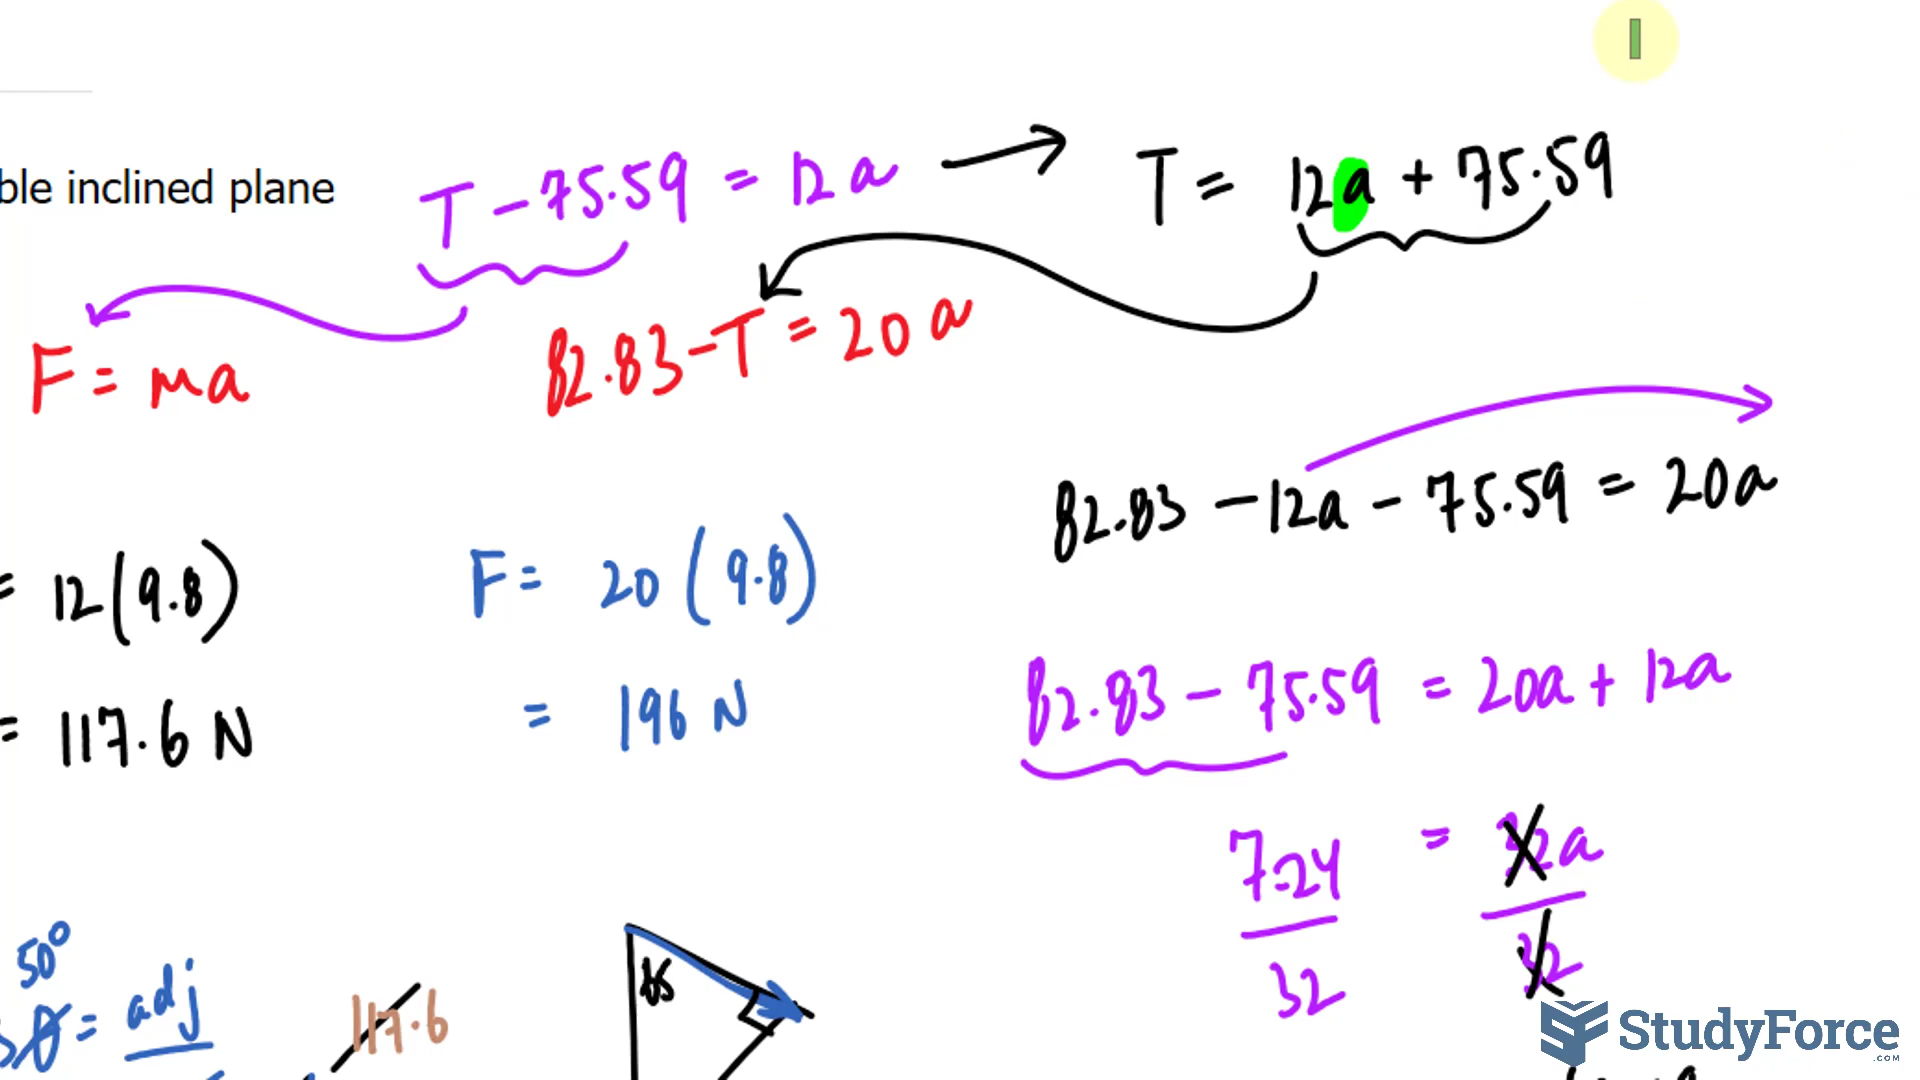 ble inclined plane
T - 75.59 = 12a → T = 12a + 75.59
F = ma
82.83 - T = 20a
82.83 - 12a - 75.59 = 20a
= 12(9.8)
F = 20(9.8)
= 117.6 N
= 196 N
82.83 - 75.59 = 20a + 12a
7.24 = 32a
32 32
50°
θ = adj
117.6
StudyForce
.COM